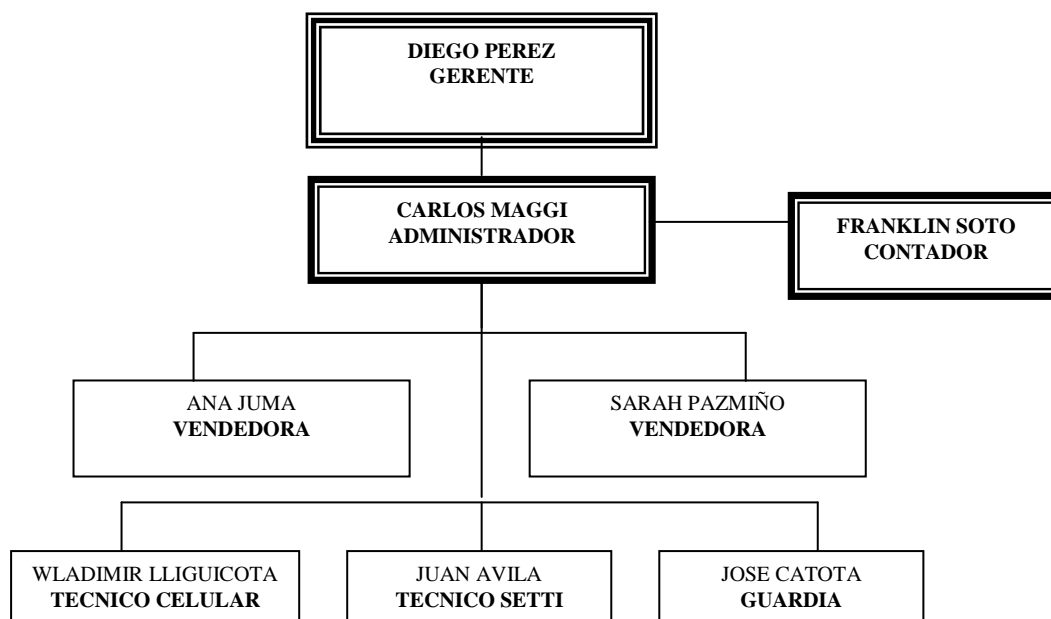 DIEGO PEREZ
GERENTE
CARLOS MAGGI
ADMINISTRADOR
FRANKLIN SOTO
CONTADOR
ANA JUMA
VENDEDORA
SARAH PAZMIÑO
VENDEDORA
WLADIMIR LLIGUICOTA
TECNICO CELULAR
JUAN AVILA
TECNICO SETTI
JOSE CATOTA
GUARDIA